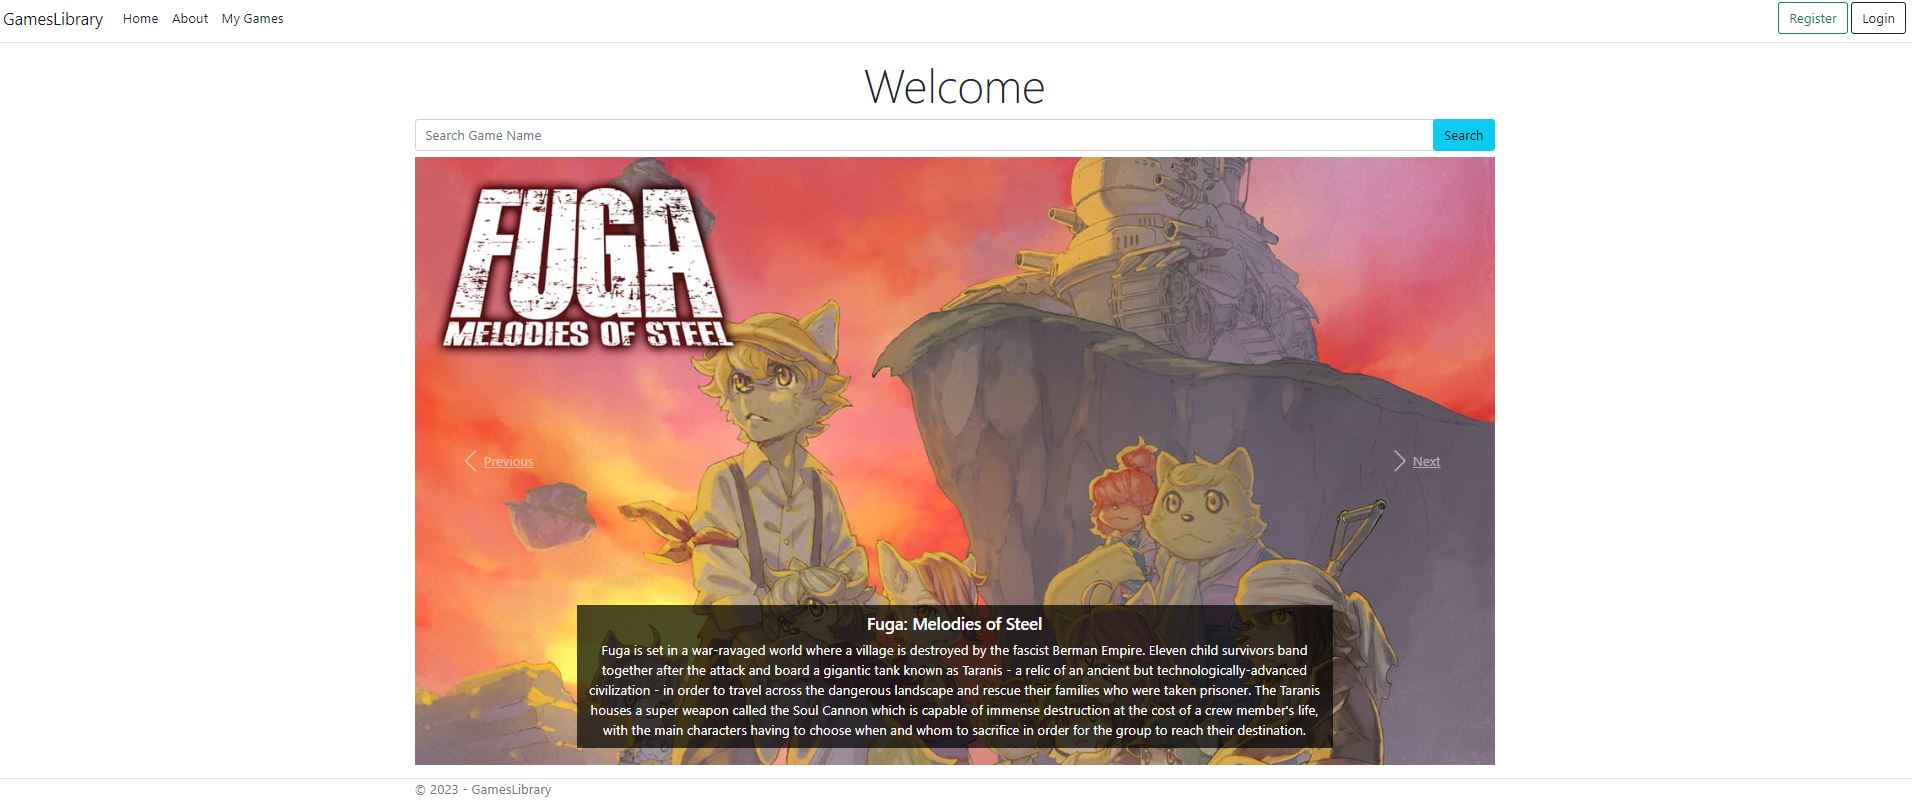 GamesLibrary Home About My Games Register Login
Welcome
Search Game Name Search
FUGA
MELODIES OF STEEL
Previous Next
Fuga: Melodies of Steel
Fuga is set in a war-ravaged world where a village is destroyed by the fascist Berman Empire. Eleven child survivors band
together after the attack and board a gigantic tank known as Taranis - a relic of an ancient but technologically-advanced
civilization - in order to travel across the dangerous landscape and rescue their families who were taken prisoner. The Taranis
houses a super weapon called the Soul Cannon which is capable of immense destruction at the cost of a crew member's life,
with the main characters having to choose when and whom to sacrifice in order for the group to reach their destination.
© 2023 - GamesLibrary